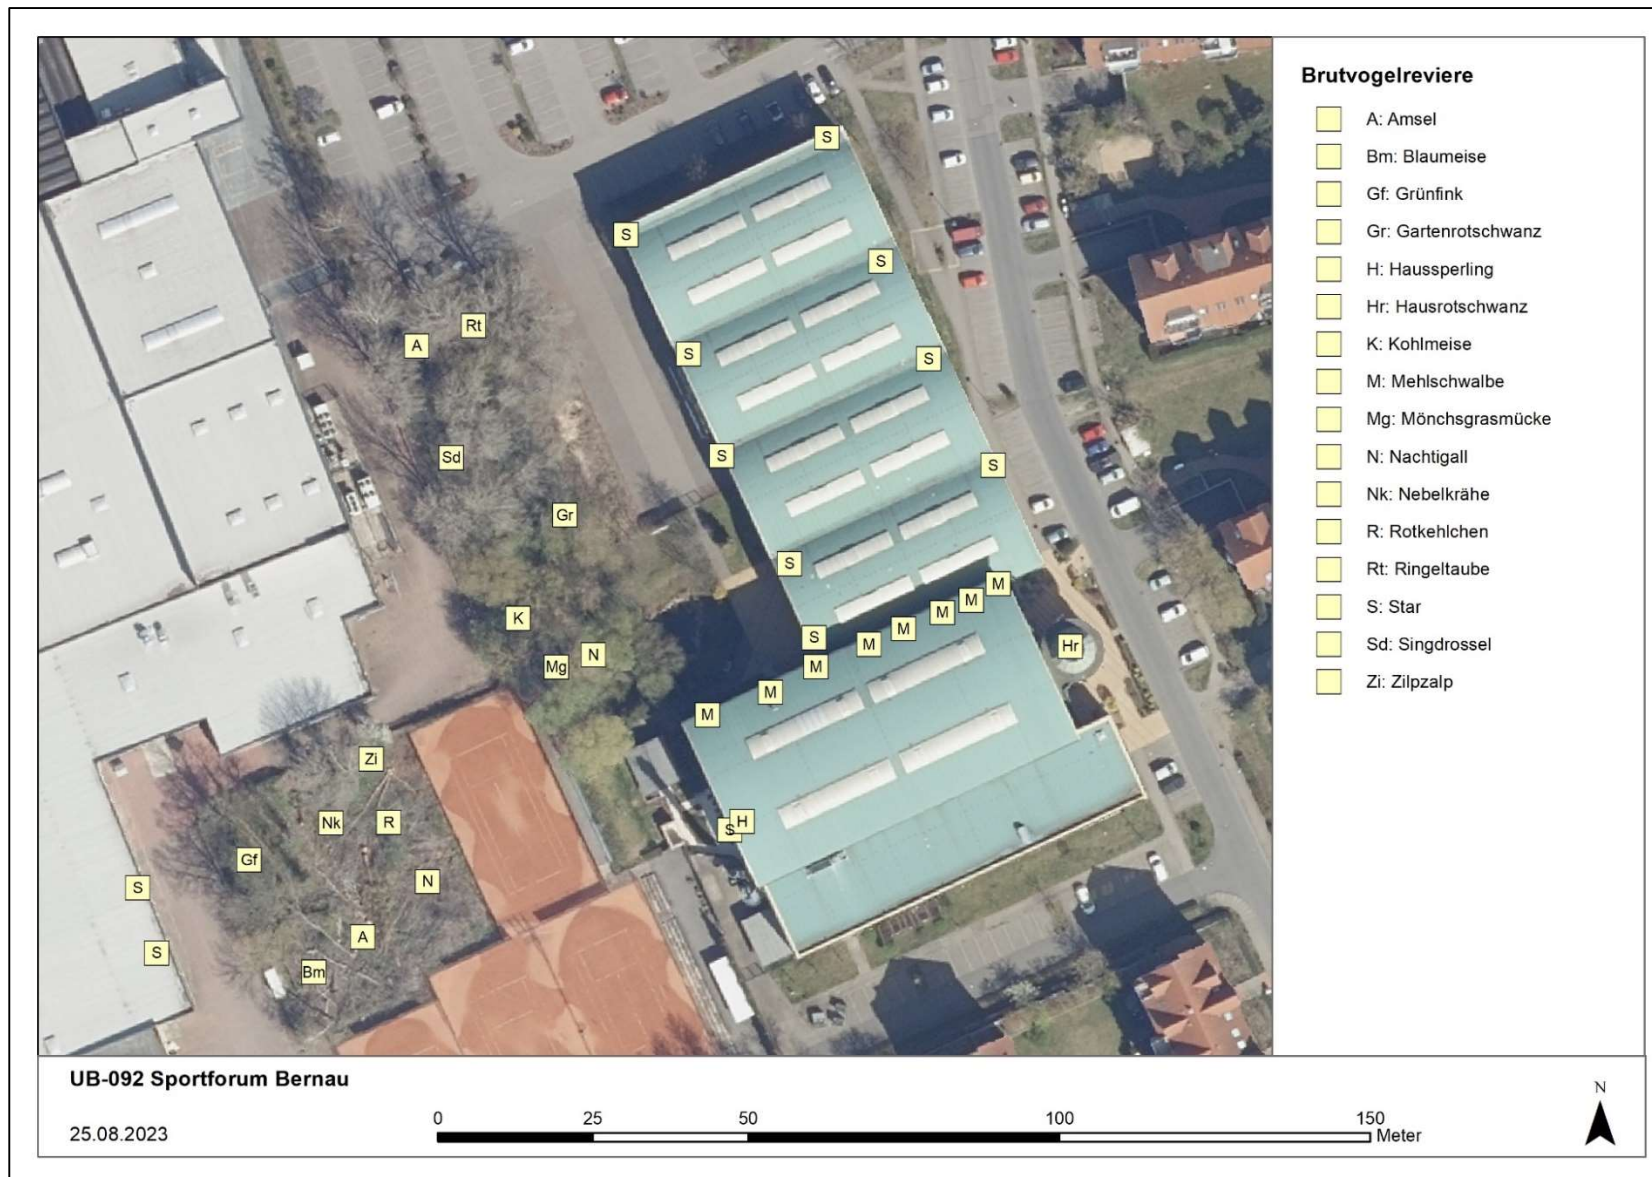 Brutvogelreviere
A: Amsel
Bm: Blaumeise
Gf: Grünfink
Gr: Gartenrotschwanz
H: Haussperling
Hr: Hausrotschwanz
K: Kohlmeise
M: Mehlschwalbe
Mg: Mönchsgrasmücke
N: Nachtigall
Nk: Nebelkrähe
R: Rotkehlchen
Rt: Ringeltaube
S: Star
Sd: Singdrossel
Zi: Zilpzalp
S
S
S
Rt
A
S
S
Sd
S
S
Gr
S
M
M
M
K
M
S
M
Hr
N
Mg
M
M
M
Zi
Nk
R
H
S
Gf
N
S
A
S
Bm
UB-092 Sportforum Bernau
25.08.2023
0 25 50 100 150
Meter
N